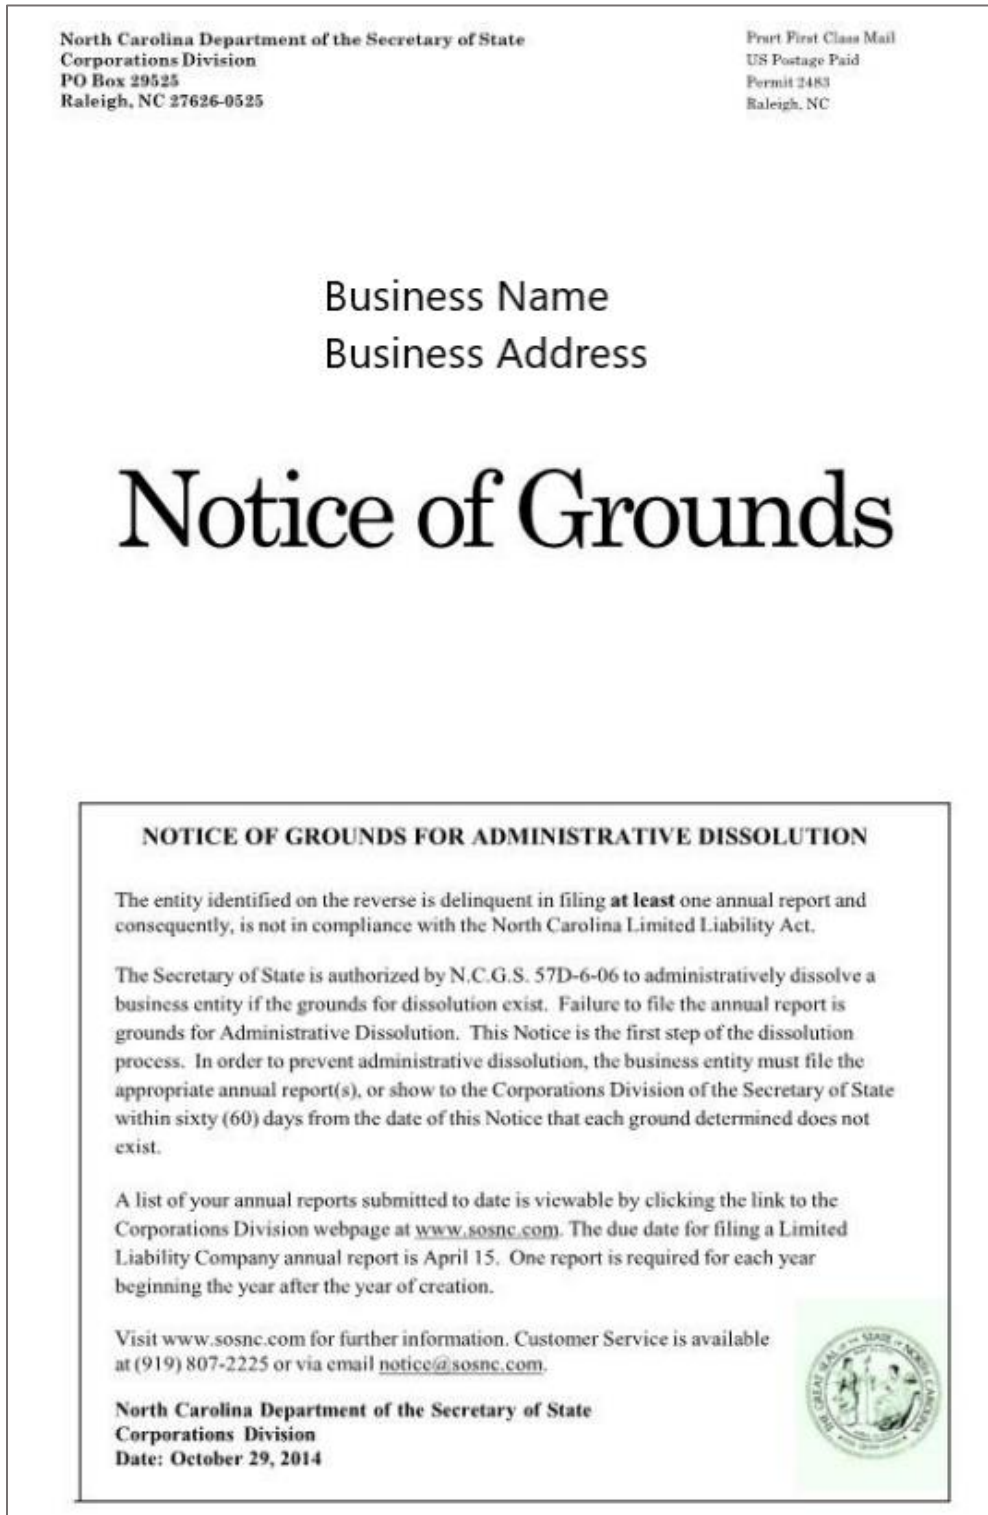 North Carolina Department of the Secretary of State
Corporations Division
PO Box 29525
Raleigh, NC 27626-0525
Prsrt First Class Mail
US Postage Paid
Permit 2483
Raleigh, NC
Business Name
Business Address
Notice of Grounds
NOTICE OF GROUNDS FOR ADMINISTRATIVE DISSOLUTION
The entity identified on the reverse is delinquent in filing at least one annual report and
consequently, is not in compliance with the North Carolina Limited Liability Act.
The Secretary of State is authorized by N.C.G.S. 57D-6-06 to administratively dissolve a
business entity if the grounds for dissolution exist. Failure to file the annual report is
grounds for Administrative Dissolution. This Notice is the first step of the dissolution
process. In order to prevent administrative dissolution, the business entity must file the
appropriate annual report(s), or show to the Corporations Division of the Secretary of State
within sixty (60) days from the date of this Notice that each ground determined does not
exist.
A list of your annual reports submitted to date is viewable by clicking the link to the
Corporations Division webpage at www.sosnc.com. The due date for filing a Limited
Liability Company annual report is April 15. One report is required for each year
beginning the year after the year of creation.
Visit www.sosnc.com for further information. Customer Service is available
at (919) 807-2225 or via email notice@sosnc.com.
North Carolina Department of the Secretary of State
Corporations Division
Date: October 29, 2014
THE GREAT SEAL OF THE STATE OF NORTH CAROLINA